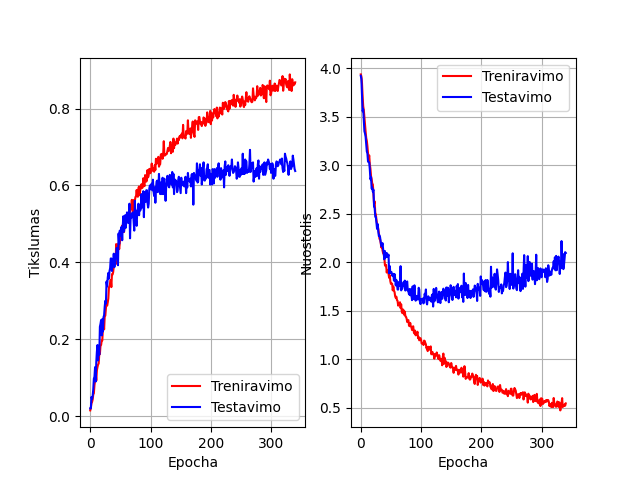 Tikslumas
0.8
0.6
0.4
0.2
0.0
0 100 200 300
Epocha
Treniravimo
Testavimo
Nuostolis
4.0
3.5
3.0
2.5
2.0
1.5
1.0
0.5
0 100 200 300
Epocha
Treniravimo
Testavimo